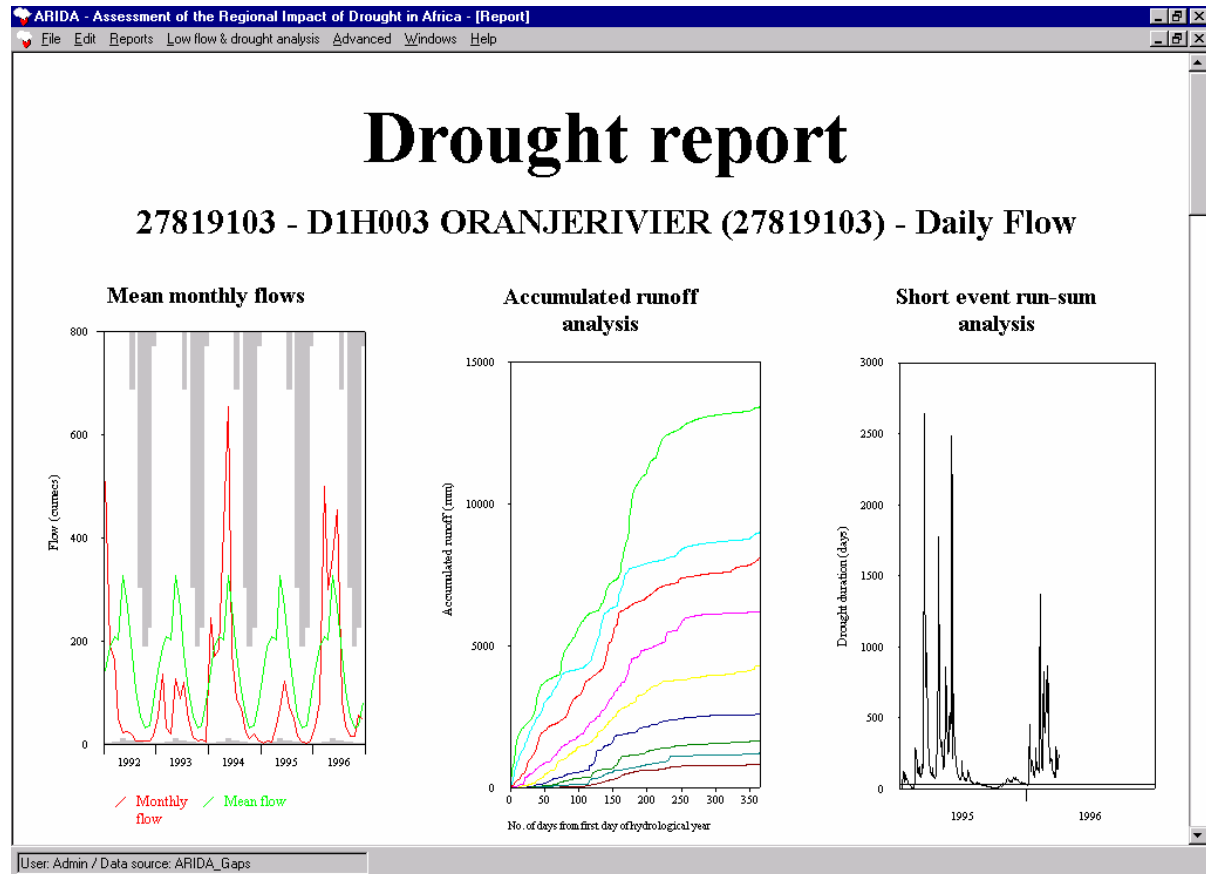 ARIDA - Assessment of the Regional Impact of Drought in Africa - [Report]
File Edit Reports Low flow & drought analysis Advanced Windows Help
Drought report
27819103 - D1H003 ORANJERIVIER (27819103) - Daily Flow
Mean monthly flows
800
600
400
200
0
Flow (cumecs)
1992 1993 1994 1995 1996
Monthly flow
Mean flow
Accumulated runoff
analysis
15000
10000
5000
0
Accumulated runoff (mm)
0 50 100 150 200 250 300 350
No. of days from first day of hydrological year
Short event run-sum
analysis
3000
2500
2000
1500
1000
500
0
Drought duration (days)
1995 1996
User: Admin / Data source: ARIDA_Gaps